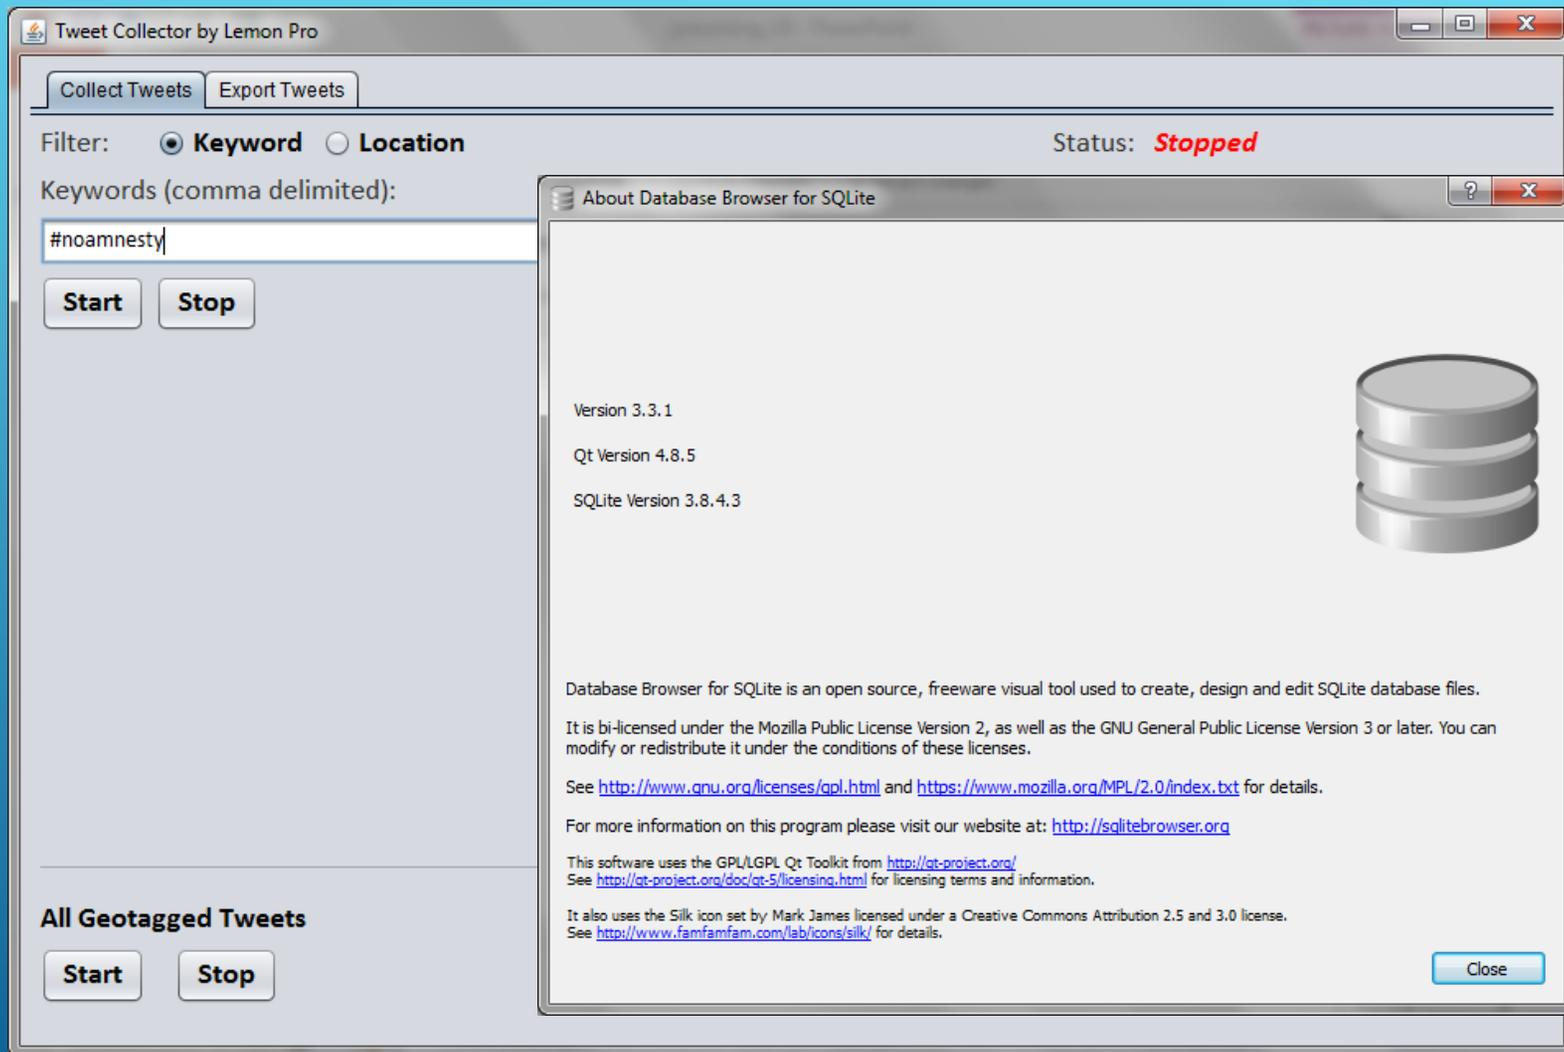 Tweet Collector by Lemon Pro
Collect Tweets
Export Tweets
Filter:
Keyword
Location
Status: Stopped
Keywords (comma delimited):
#noamnesty
Start
Stop
All Geotagged Tweets
Start
Stop
About Database Browser for SQLite
?
Version 3.3.1
Qt Version 4.8.5
SQLite Version 3.8.4.3
Database Browser for SQLite is an open source, freeware visual tool used to create, design and edit SQLite database files.
It is bi-licensed under the Mozilla Public License Version 2, as well as the GNU General Public License Version 3 or later. You can
modify or redistribute it under the conditions of these licenses.
See http://www.gnu.org/licenses/gpl.html and https://www.mozilla.org/MPL/2.0/index.txt for details.
For more information on this program please visit our website at: http://sqlitebrowser.org
This software uses the GPL/LGPL Qt Toolkit from http://qt-project.org/
See http://qt-project.org/doc/qt-5/licensing.html for licensing terms and information.
It also uses the Silk icon set by Mark James licensed under a Creative Commons Attribution 2.5 and 3.0 license.
See http://www.famfamfam.com/lab/icons/silk/ for details.
Close